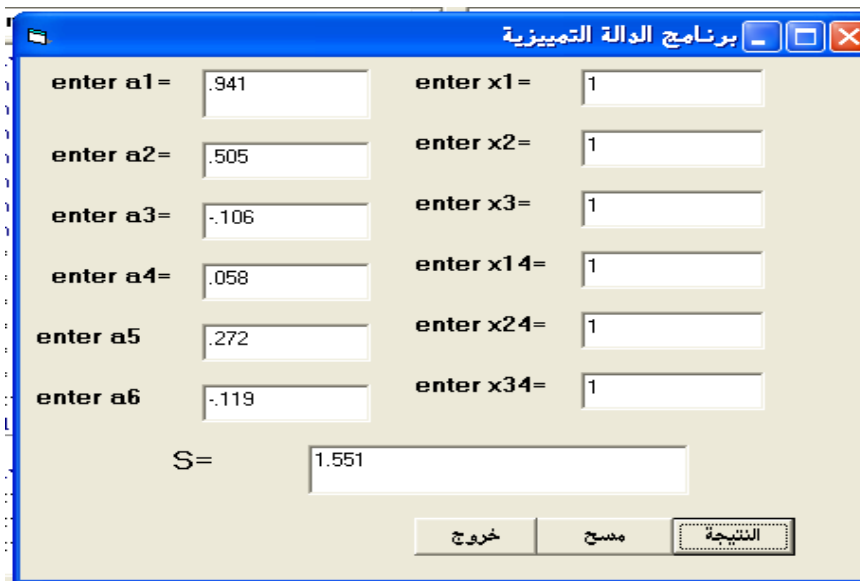 برنامج الدالة التمييزية
enter a1= .941 enter x1= 1
enter a2= .505 enter x2= 1
enter a3= -.106 enter x3= 1
enter a4= .058 enter x14= 1
enter a5 .272 enter x24= 1
enter a6 -.119 enter x34= 1
S= 1.551
النتيجة مسح خروج